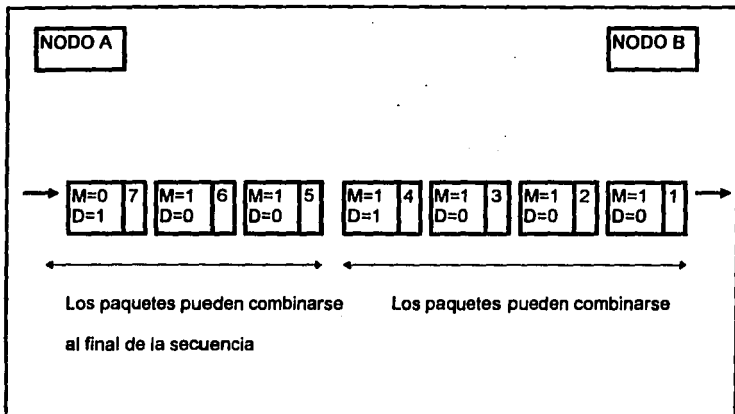 NODO A NODO B
M=0 7 M=1 6 M=1 5 M=1 4 M=1 3 M=1 2 M=1 1
D=1 D=0 D=0 D=1 D=0 D=0 D=0
Los paquetes pueden combinarse Los paquetes pueden combinarse
al final de la secuencia